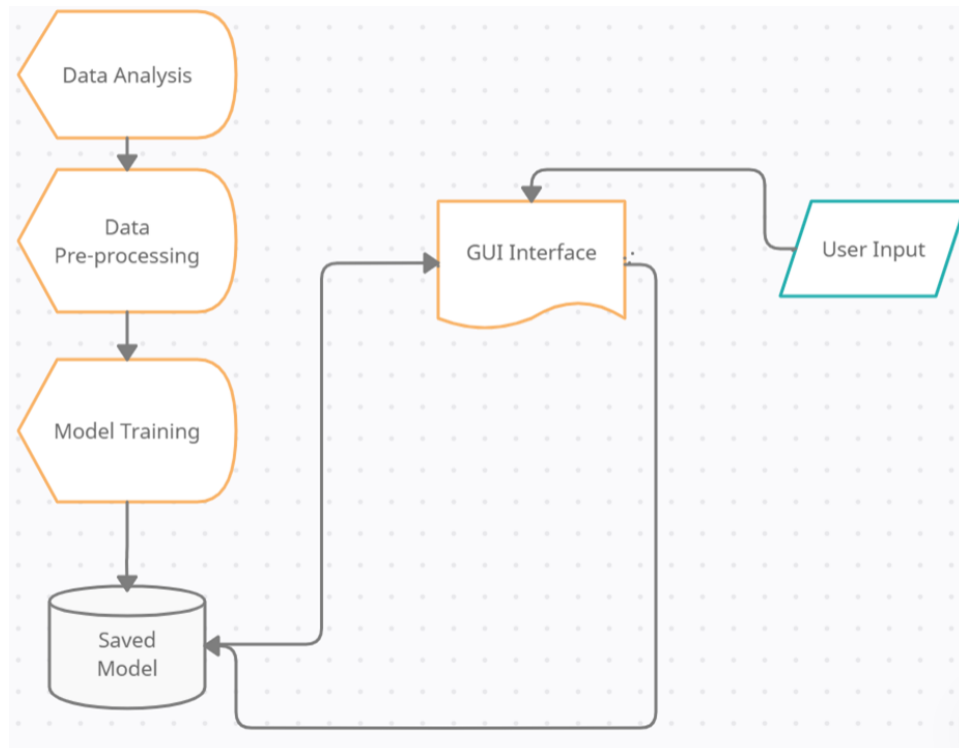 Data Analysis
Data
Pre-processing
GUI Interface
User Input
Model Training
Saved
Model